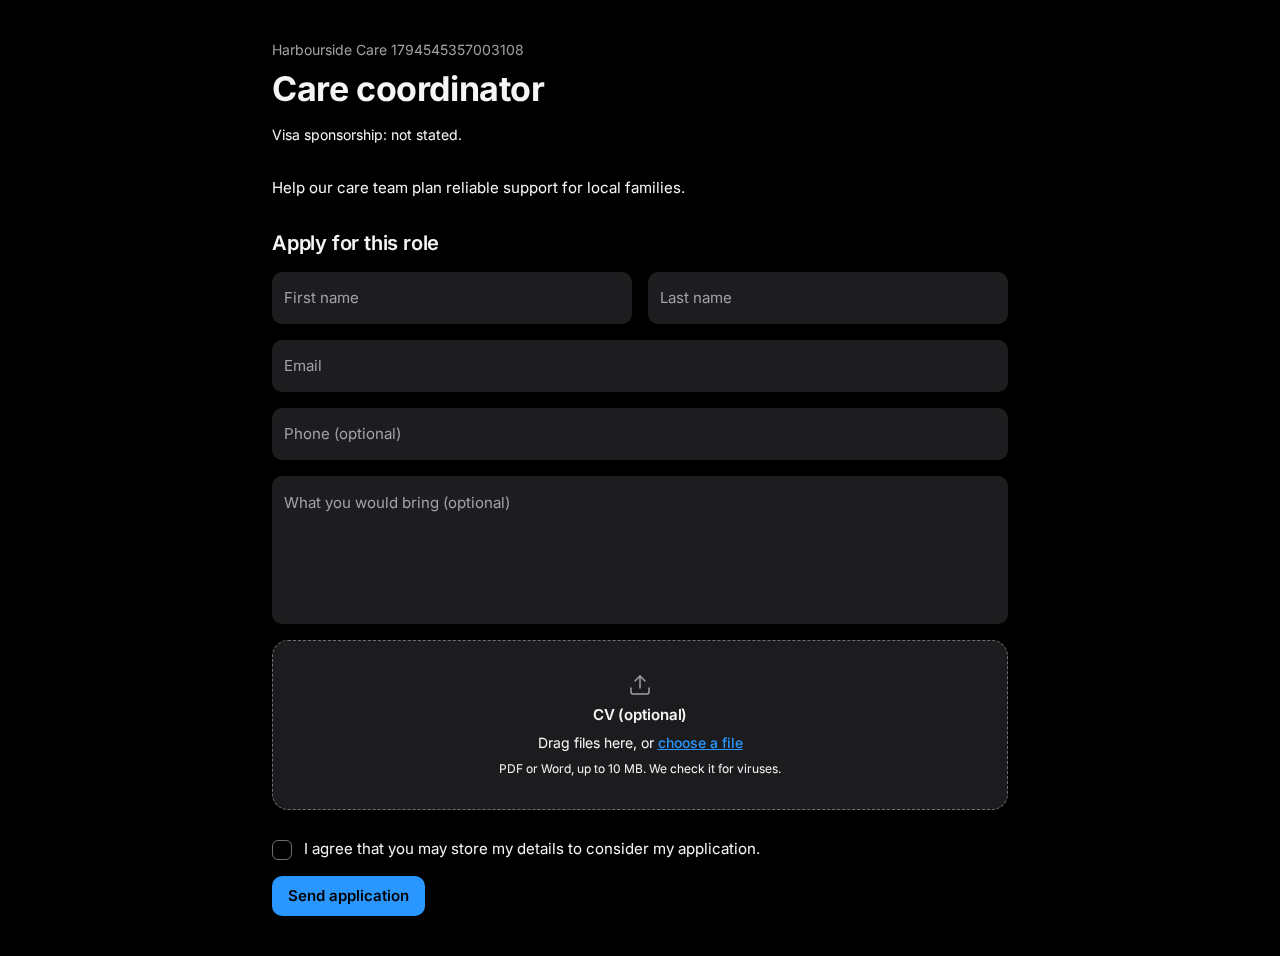 Harbourside Care 1794545357003108
Care coordinator
Visa sponsorship: not stated.
Help our care team plan reliable support for local families.
Apply for this role
First name
Last name
Email
Phone (optional)
What you would bring (optional)
CV (optional)
Drag files here, or choose a file
PDF or Word, up to 10 MB. We check it for viruses.
I agree that you may store my details to consider my application.
Send application